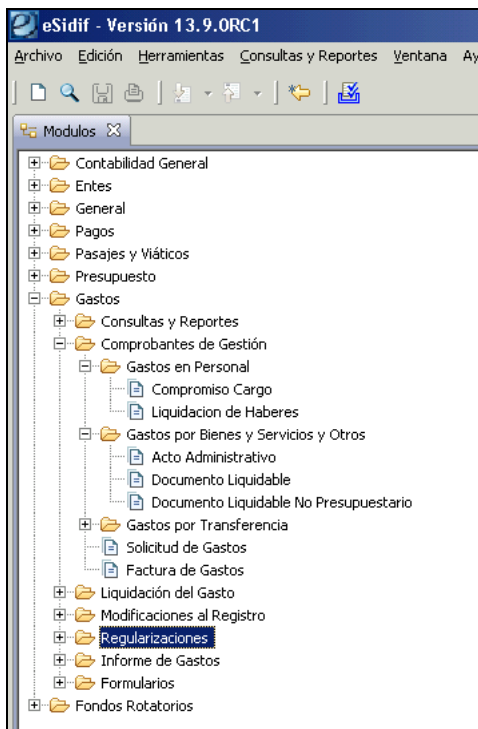 eSidif - Versión 13.9.0RC1
Archivo Edición Herramientas Consultas y Reportes Ventana Ay
Modulos
Contabilidad General
Entes
General
Pagos
Pasajes y Viáticos
Presupuesto
Gastos
Consultas y Reportes
Comprobantes de Gestión
Gastos en Personal
Compromiso Cargo
Liquidacion de Haberes
Gastos por Bienes y Servicios y Otros
Acto Administrativo
Documento Liquidable
Documento Liquidable No Presupuestario
Gastos por Transferencia
Solicitud de Gastos
Factura de Gastos
Liquidación del Gasto
Modificaciones al Registro
Regularizaciones
Informe de Gastos
Formularios
Fondos Rotatorios